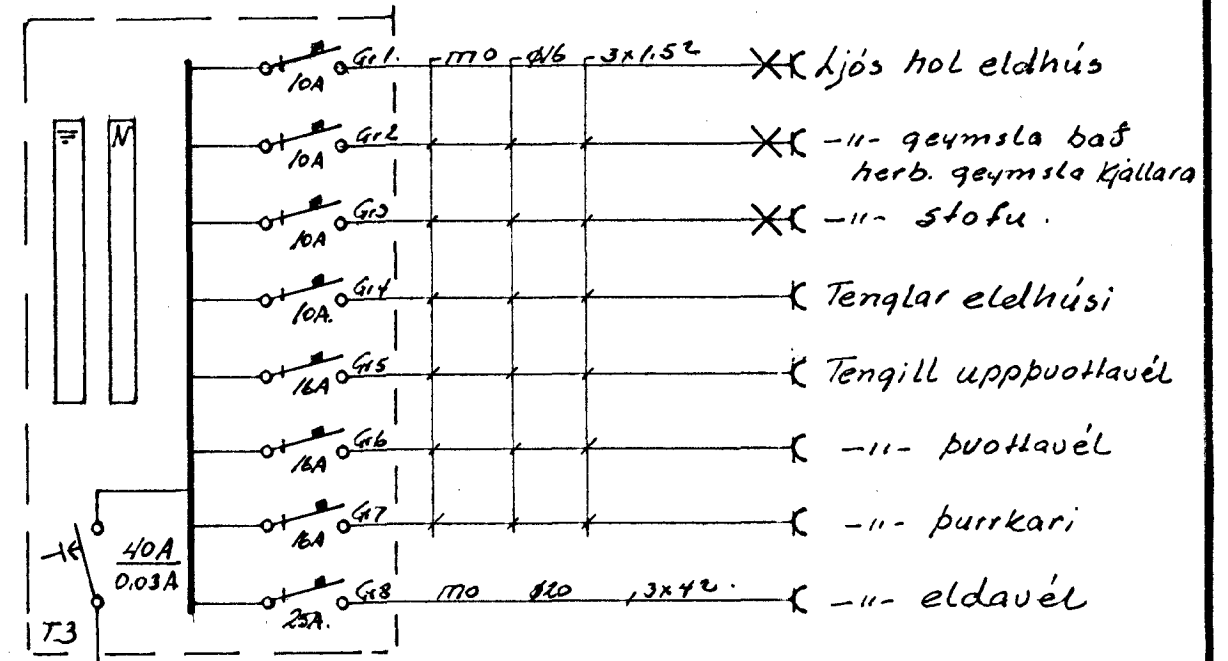 Gr1. mo ø16 3x1.5² Ljós hol eldhús
10A
N Gr2 -"- geymsla bað
10A herb. geymsla kjallara
Gr3 -"- stofu.
10A
Gr4 Tenglar eldhúsi
10A.
Gr5 Tengill uppþvottavél
16A
Gr6 -"- þvottavél
16A
Gr7 -"- þurrkari
16A
40A
0.03A
Gr8 mo ø20 3x4². -"- eldavél
25A.
T3